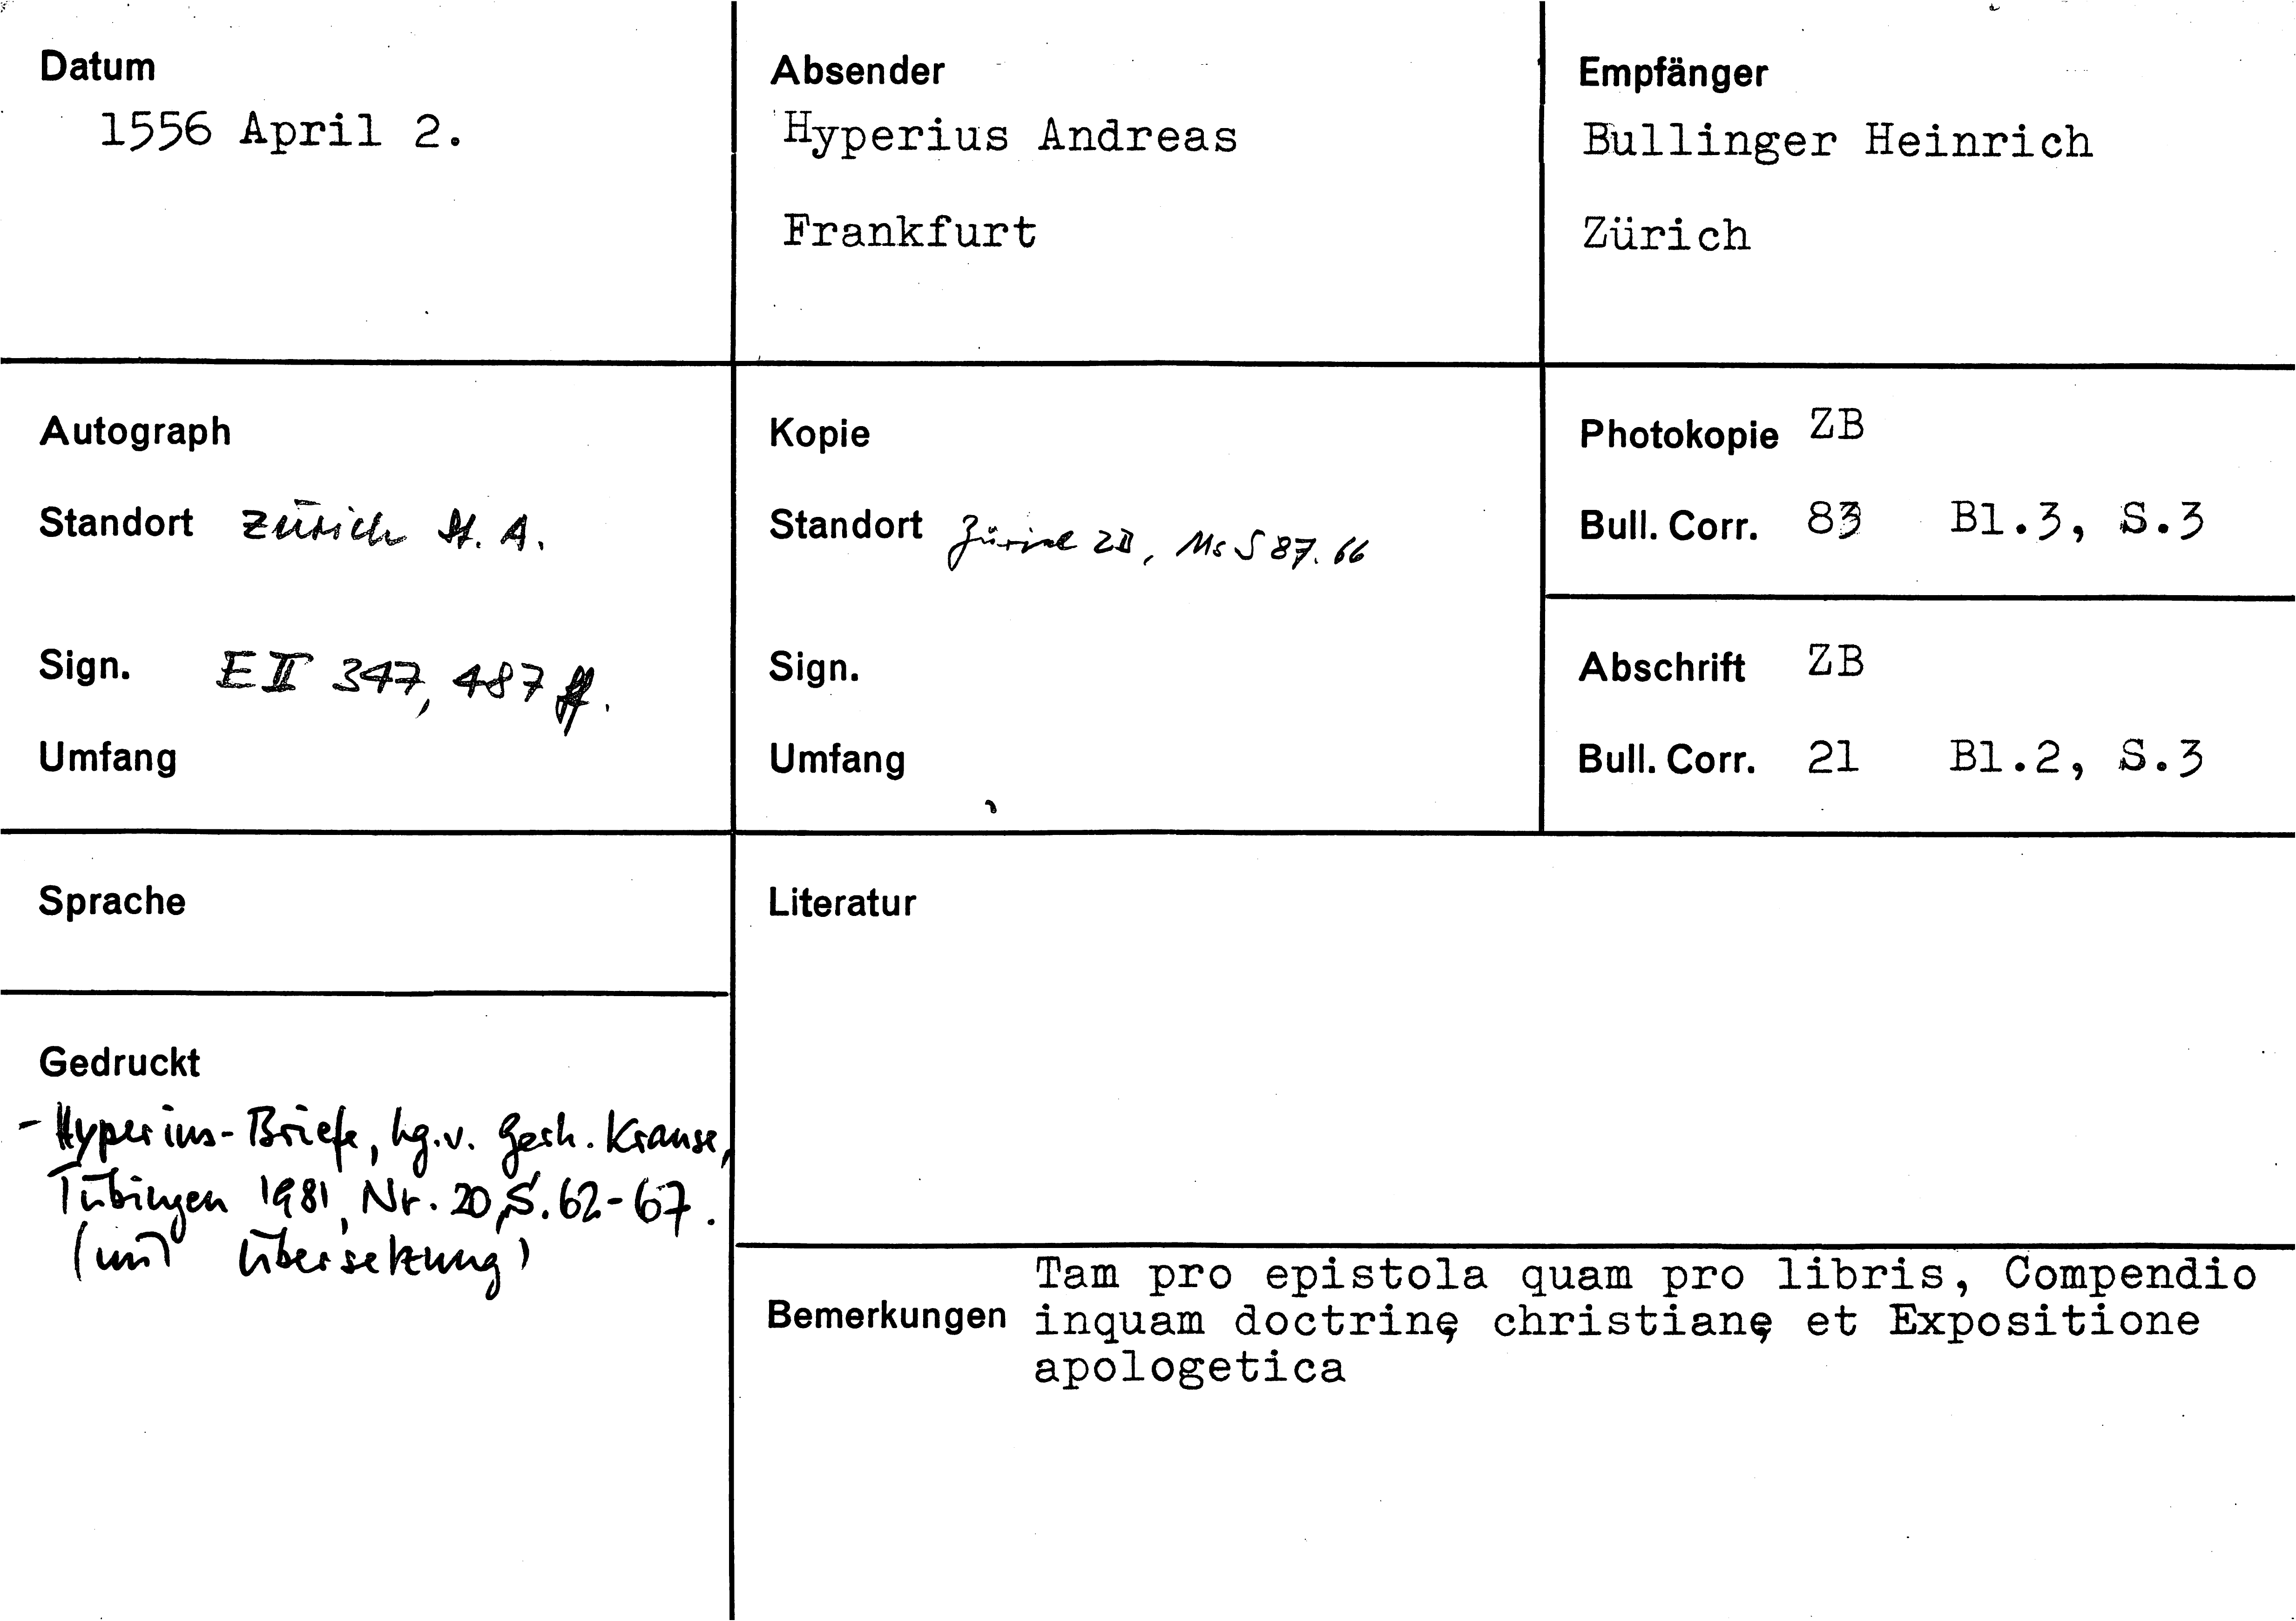 Datum
1556 April 2.
Absender
Hyperius Andreas
Frankfurt
Empfänger
Bullinger Heinrich
Zürich
Autograph
Standort Zürich St. A.
Sign. E II 347, 487 ff.
Umfang
Kopie
Standort Zürich ZB, Ms S 87. 66
Sign.
Umfang
Photokopie ZB
Bull. Corr. 83 Bl.3, S.3
Abschrift ZB
Bull. Corr. 21 Bl.2, S.3
Sprache
Gedruckt
- Hyperius-Briefe, hg.v. Gerh. Krause,
Tübingen 1981, Nr. 20, S. 62-67.
(mit Übersetzung)
Literatur
Bemerkungen
Tam pro epistola quam pro libris, Compendio
inquam doctrinę christianę et Expositione
apologetica